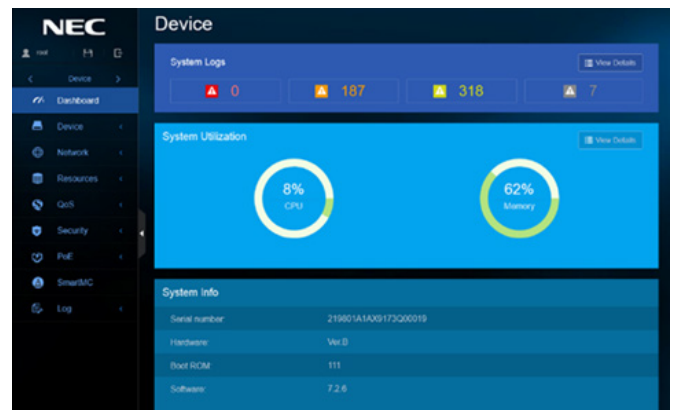 NEC
Device
root
System Logs
View Details
Device
0
187
318
7
Dashboard
Device
System Utilization
View Details
Network
Resources
8%
CPU
62%
Memory
QoS
Security
PoE
SmartMC
System Info
Log
Serial number:
219801A1AX9173Q00019
Hardware:
Ver.B
Boot ROM:
111
Software:
7.2.6